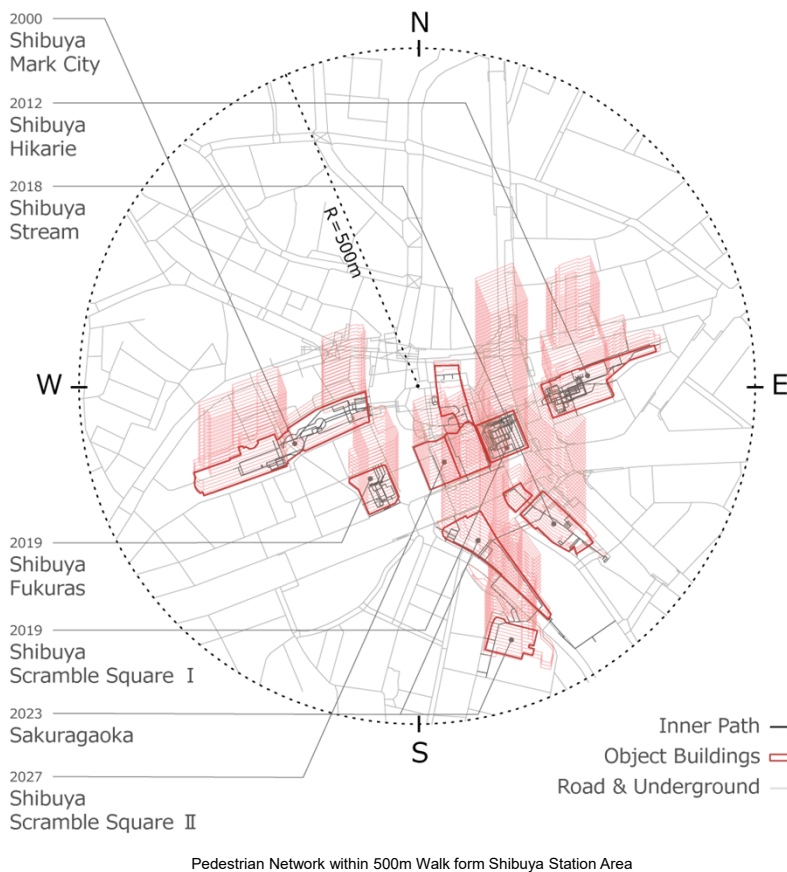 2000
Shibuya
Mark City
2012
Shibuya
Hikarie
2018
Shibuya
Stream
N
R = 500m
W
E
2019
Shibuya
Fukuras
2019
Shibuya
Scramble Square Ⅰ
2023
Sakuragaoka
2027
Shibuya
Scramble Square Ⅱ
S
Inner Path
Object Buildings
Road & Underground
Pedestrian Network within 500m Walk form Shibuya Station Area